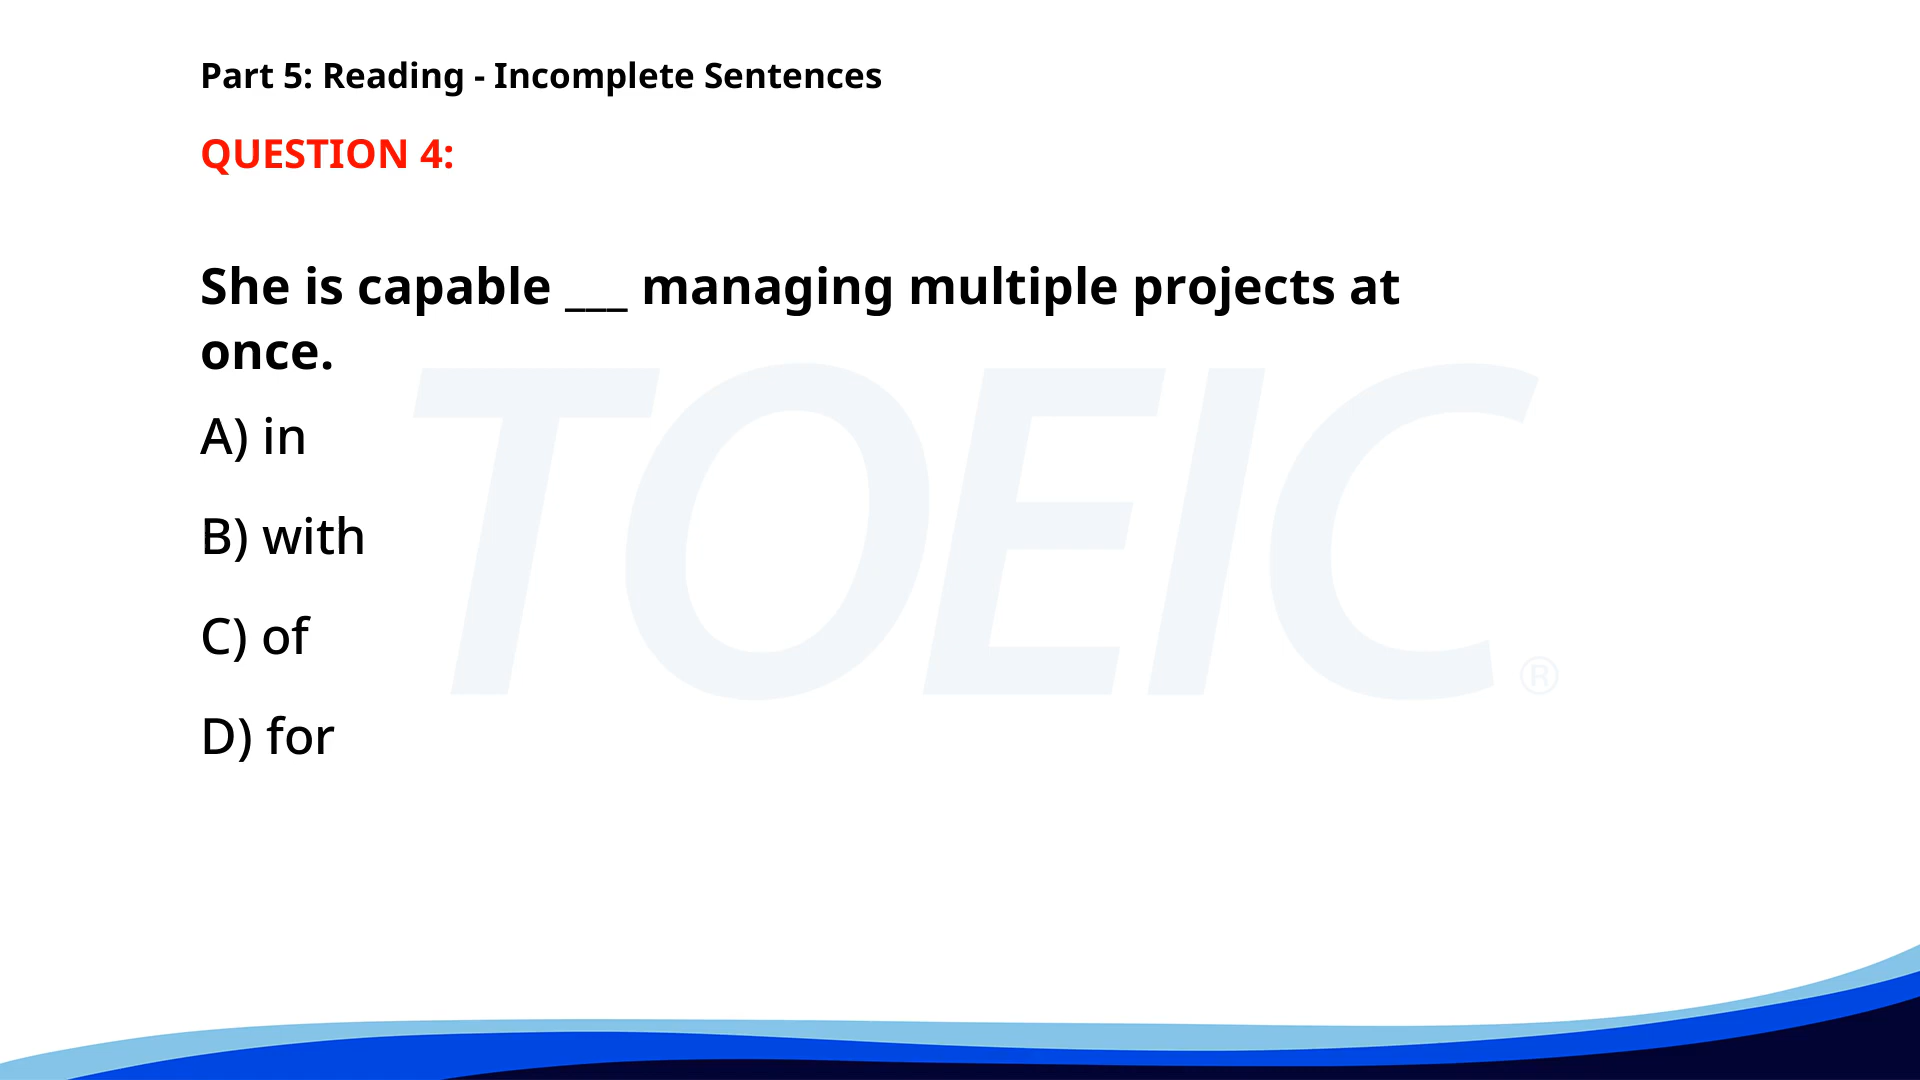 Part 5: Reading - Incomplete Sentences
QUESTION 4:
She is capable ___ managing multiple projects at
once.
TOEIC®
A) in
B) with
C) of
D) for